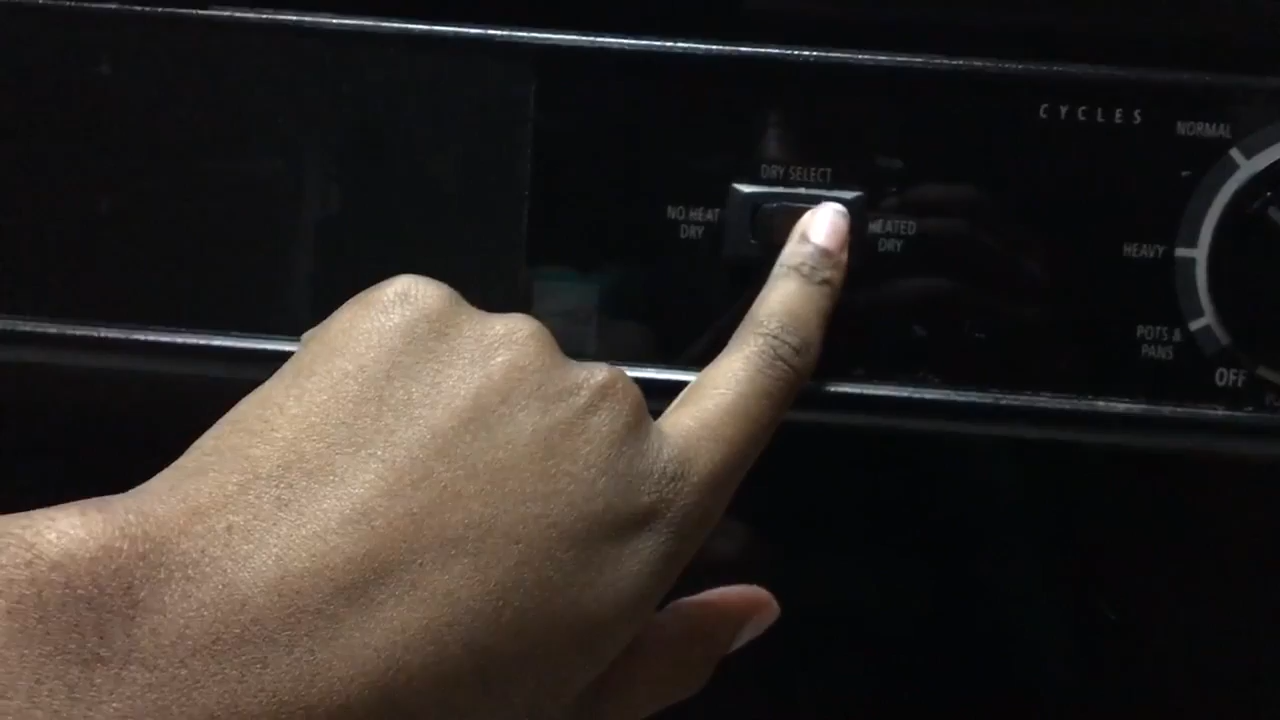 CYCLES
NORMAL
DRY SELECT
NO HEAT
DRY
HEATED
DRY
HEAVY
POTS &
PANS
OFF